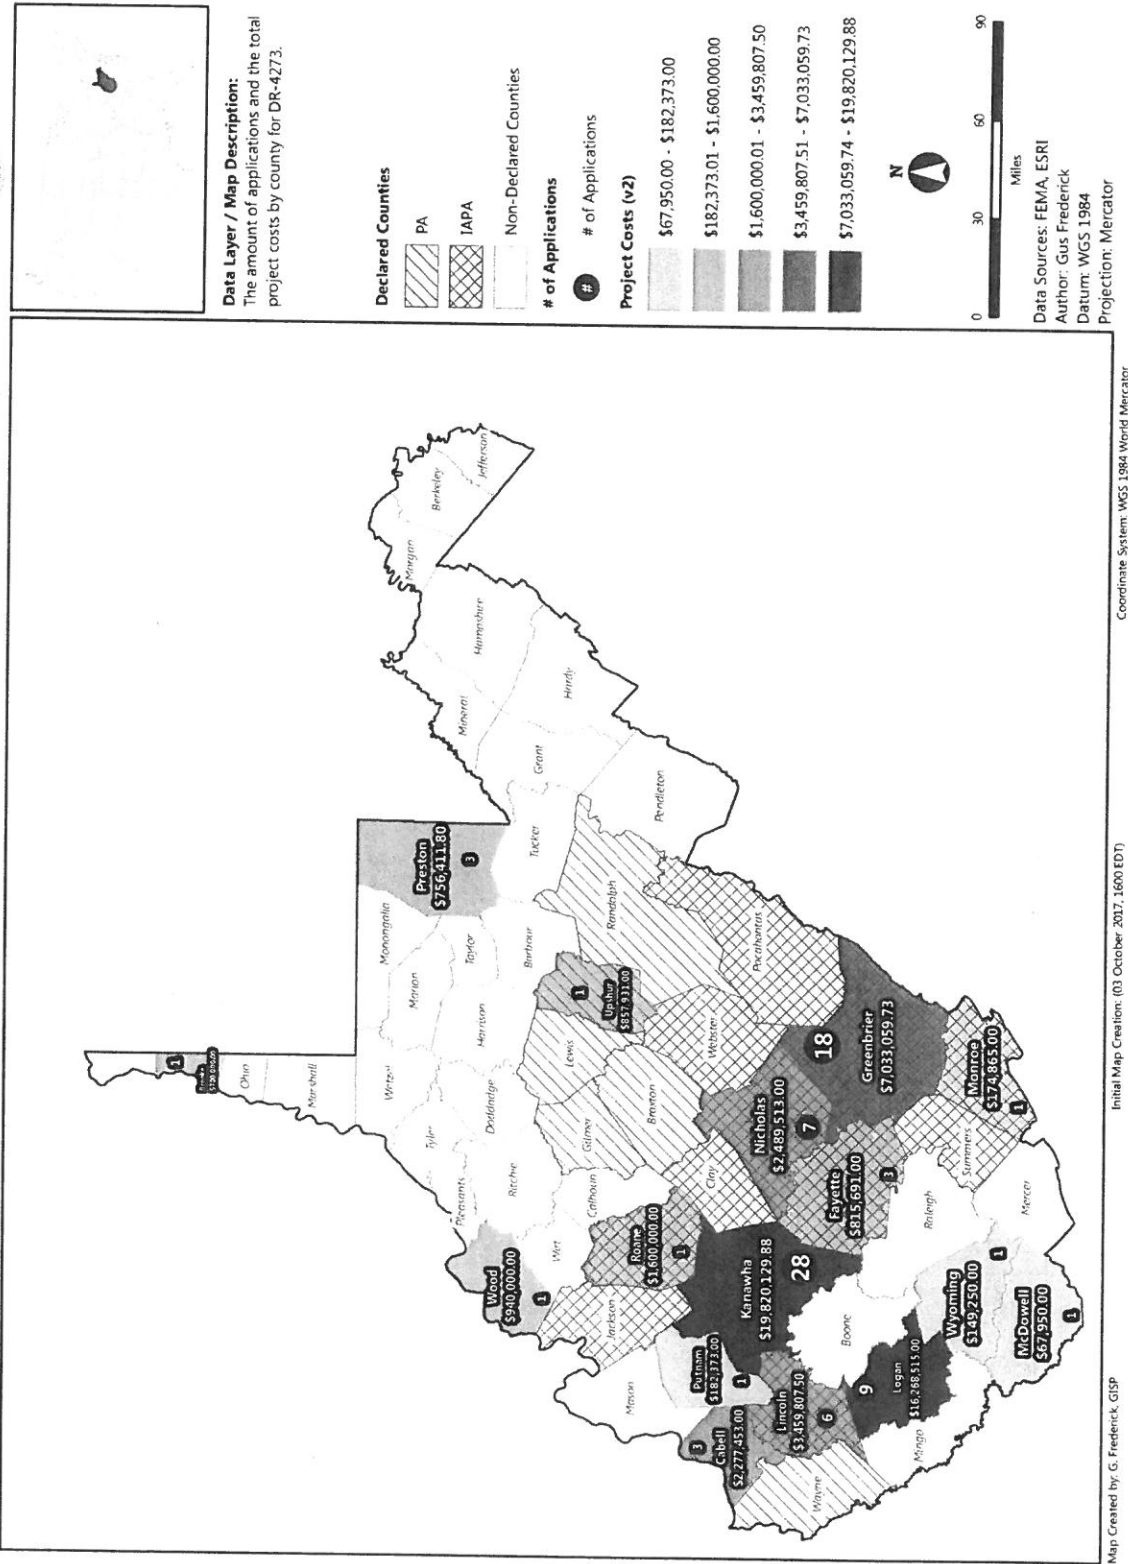 Data Layer / Map Description:
The amount of applications and the total
project costs by county for DR-4273.
Declared Counties
PA
IAPA
Non-Declared Counties
# of Applications
# # of Applications
Project Costs (v2)
$67,950.00 - $182,373.00
$182,373.01 - $1,600,000.00
$1,600,000.01 - $3,459,807.50
$3,459,807.51 - $7,033,059.73
$7,033,059.74 - $19,820,129.88
N
0 30 60 90
Miles
Data Sources: FEMA, ESRI
Author: Gus Frederick
Datum: WGS 1984
Projection: Mercator
1
Ohio
Marshall
Wetzel
Monongalia
Marion
Preston
$756,411.80
3
Morgan
Berkeley
Jefferson
Mineral
Hampshire
Tyler
Pleasants
Doddridge
Harrison
Taylor
Barbour
Tucker
Grant
Hardy
Wood
$940,000.00
1
Ritchie
Wirt
Calhoun
Gilmer
Lewis
1
Upshur
$857,931.00
Randolph
Pendleton
Jackson
Roane
$1,600,000.00
1
Braxton
Webster
Pocahontas
Mason
Putnam
$182,373.00
1
Clay
Nicholas
$2,489,513.00
7
18
Greenbrier
$7,033,059.73
3
Cabell
$2,277,453.00
Kanawha
$19,820,129.88
28
Fayette
$815,691.00
3
Lincoln
$3,459,807.50
6
Wayne
Boone
9
Logan
$16,268,515.00
Mingo
Raleigh
Summers
Monroe
$174,865.00
1
Wyoming
$149,250.00
1
Mercer
McDowell
$67,950.00
1
Map Created by: G. Frederick, GISP
Initial Map Creation: (03 October 2017, 1600 EDT)
Coordinate System: WGS 1984 World Mercator